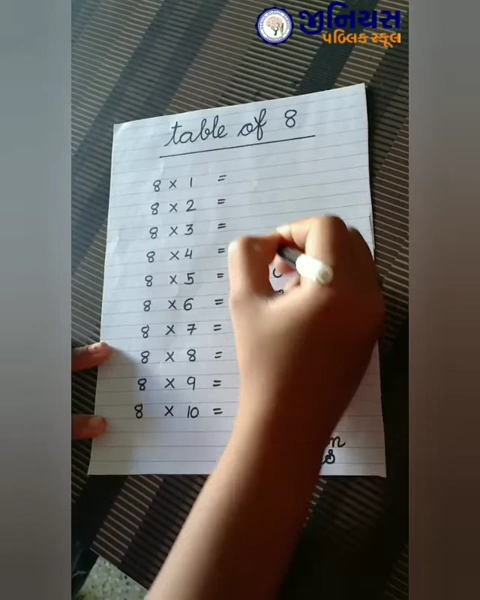 જીનિયસ
પબ્લિક સ્કૂલ
table of 8
8 × 1 =
8 × 2 =
8 × 3 =
8 × 4 =
8 × 5 =
8 × 6 =
8 × 7 =
8 × 8 =
8 × 9 =
8 × 10 =